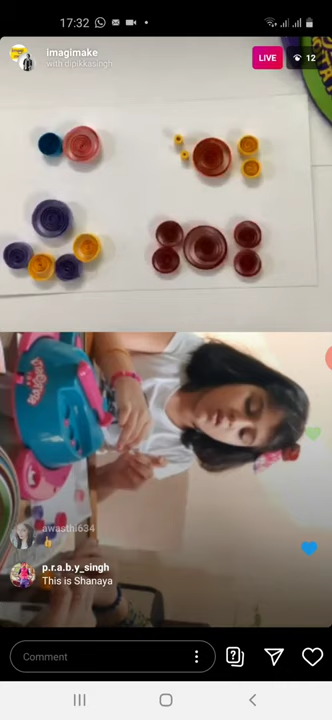 17:32
imagimake
with dipikkasingh
LIVE
12
awasthi634
p.r.a.b.y_singh
This is Shanaya
Comment